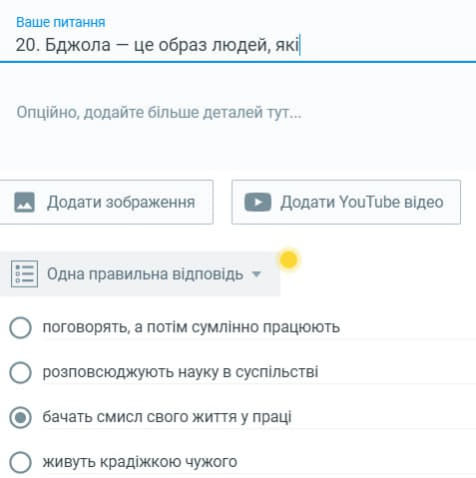 Ваше питання
20. Бджола — це образ людей, які
Опційно, додайте більше деталей тут...
Додати зображення
Додати YouTube відео
Одна правильна відповідь
поговорять, а потім сумлінно працюють
розповсюджують науку в суспільстві
бачать смисл свого життя у праці
живуть крадіжкою чужого